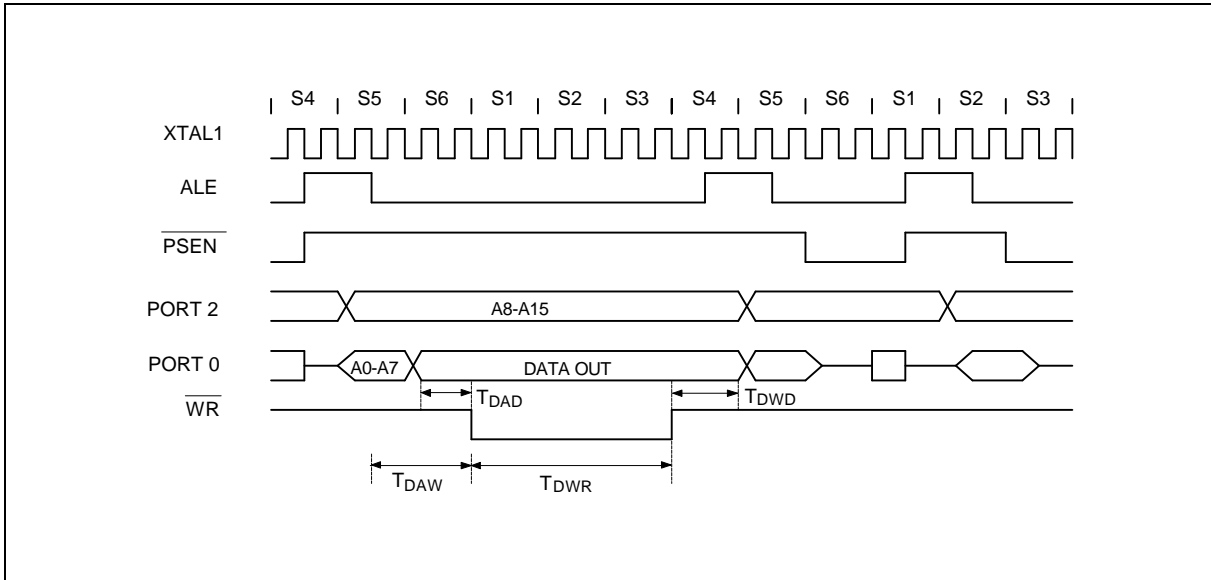 S4 S5 S6 S1 S2 S3 S4 S5 S6 S1 S2 S3
XTAL1
ALE
PSEN
PORT 2 A8-A15
PORT 0 A0-A7 DATA OUT
TDAD TDWD
WR
TDAW TDWR